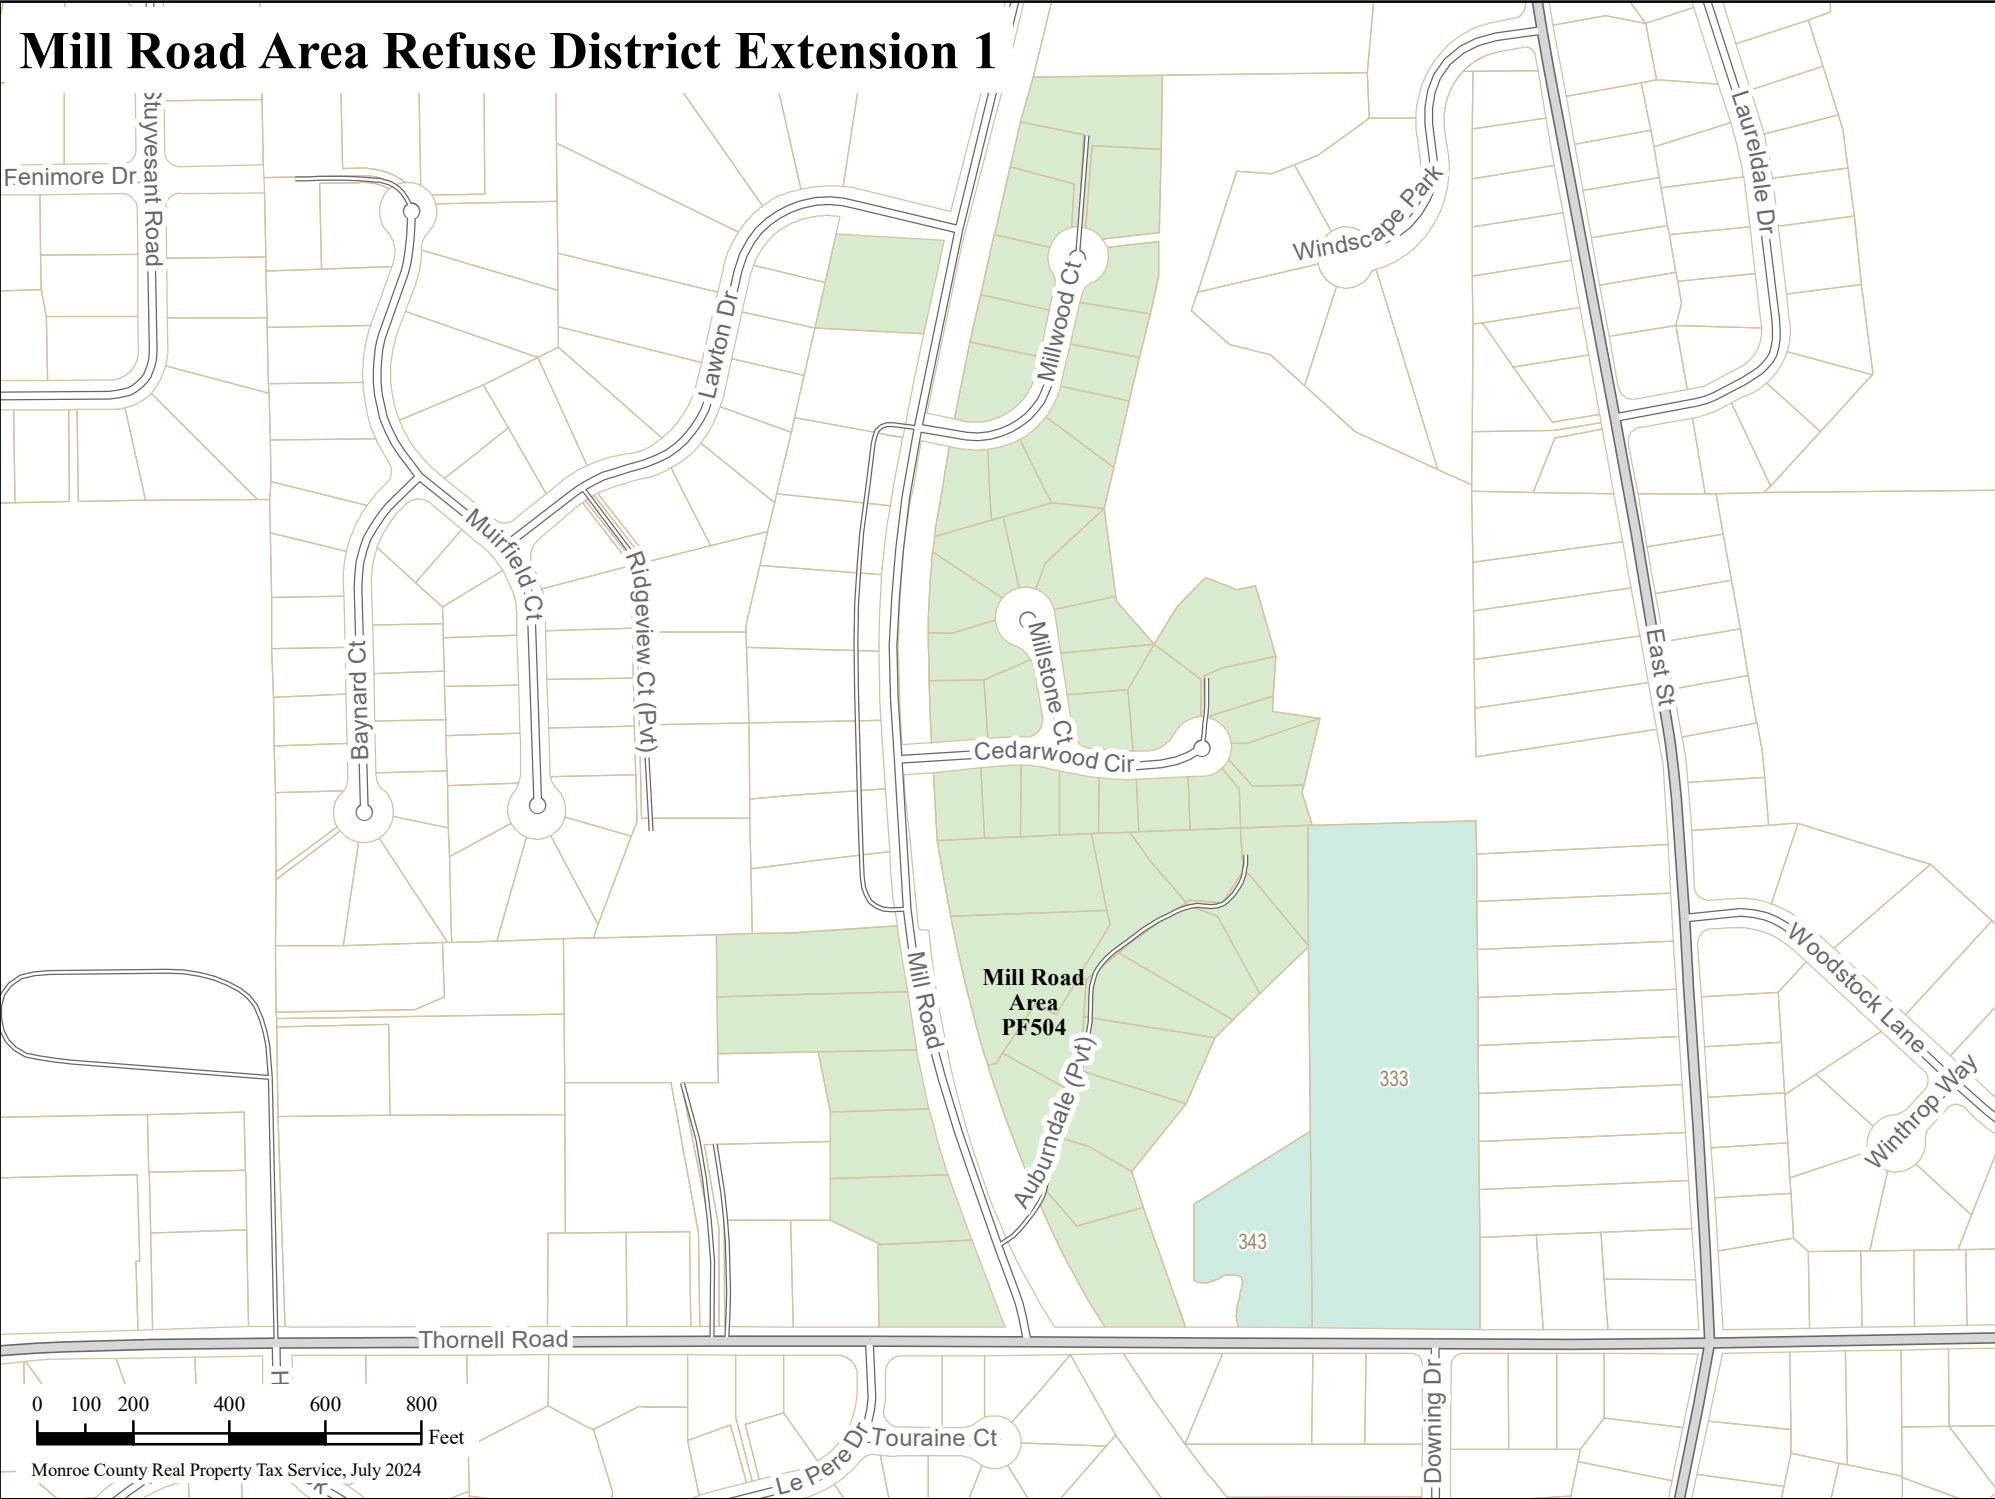 Mill Road Area Refuse District Extension 1
Stuyvesant Road
Fenimore Dr
Laureldale Dr
Windscape Park
Lawton Dr
Millwood Ct
Muirfield Ct
Ridgeview Ct (Pvt)
Baynard Ct
Millstone Ct
East St
Cedarwood Cir
Mill Road
Mill Road
Area
PF504
Auburndale (Pvt)
Woodstock Lane
Winthrop Way
333
343
Thornell Road
H
Downing Dr
Touraine Ct
Le Pere Dr
0 100 200 400 600 800
Feet
Monroe County Real Property Tax Service, July 2024